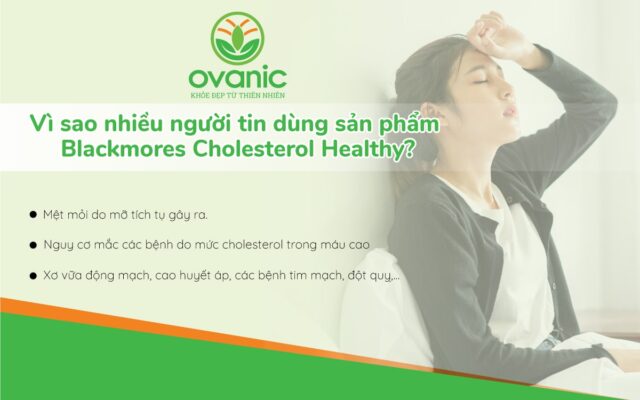 ovanic
KHỎE ĐẸP TỪ THIÊN NHIÊN
Vì sao nhiều người tin dùng sản phẩm
Blackmores Cholesterol Healthy?
Mệt mỏi do mỡ tích tụ gây ra.
Nguy cơ mắc các bệnh do mức cholesterol trong máu cao
Xơ vữa động mạch, cao huyết áp, các bệnh tim mạch, đột quỵ,...